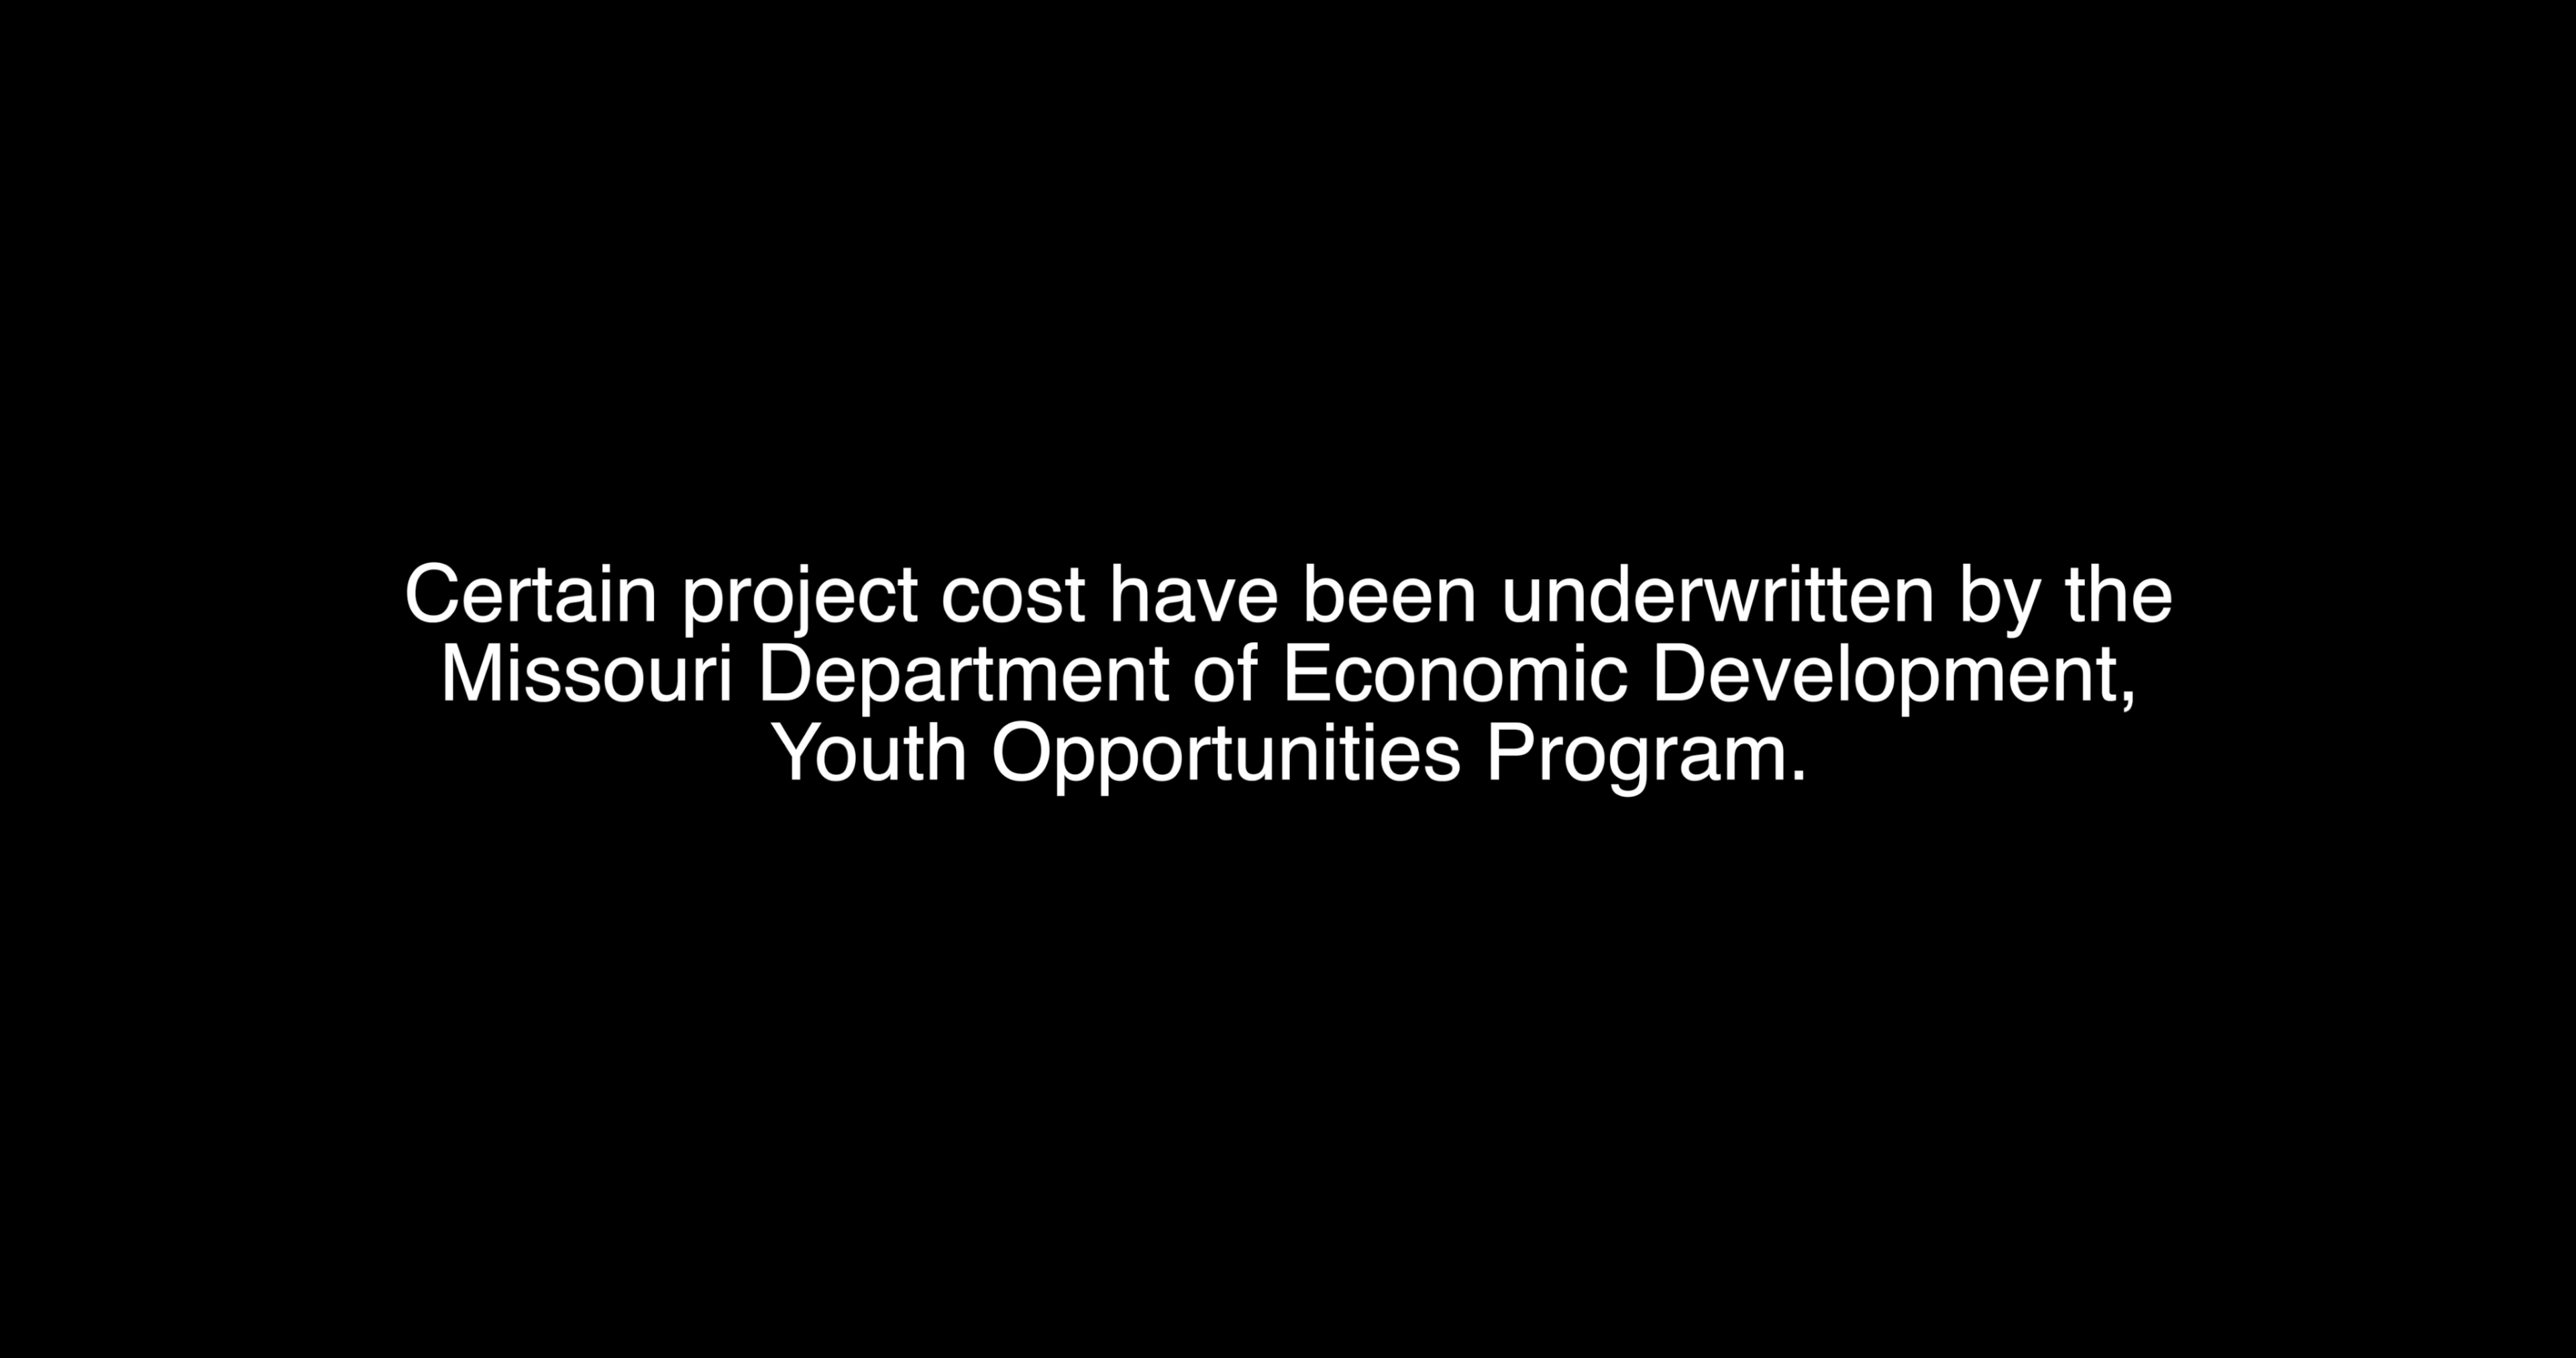 Certain project cost have been underwritten by the
Missouri Department of Economic Development,
Youth Opportunities Program.